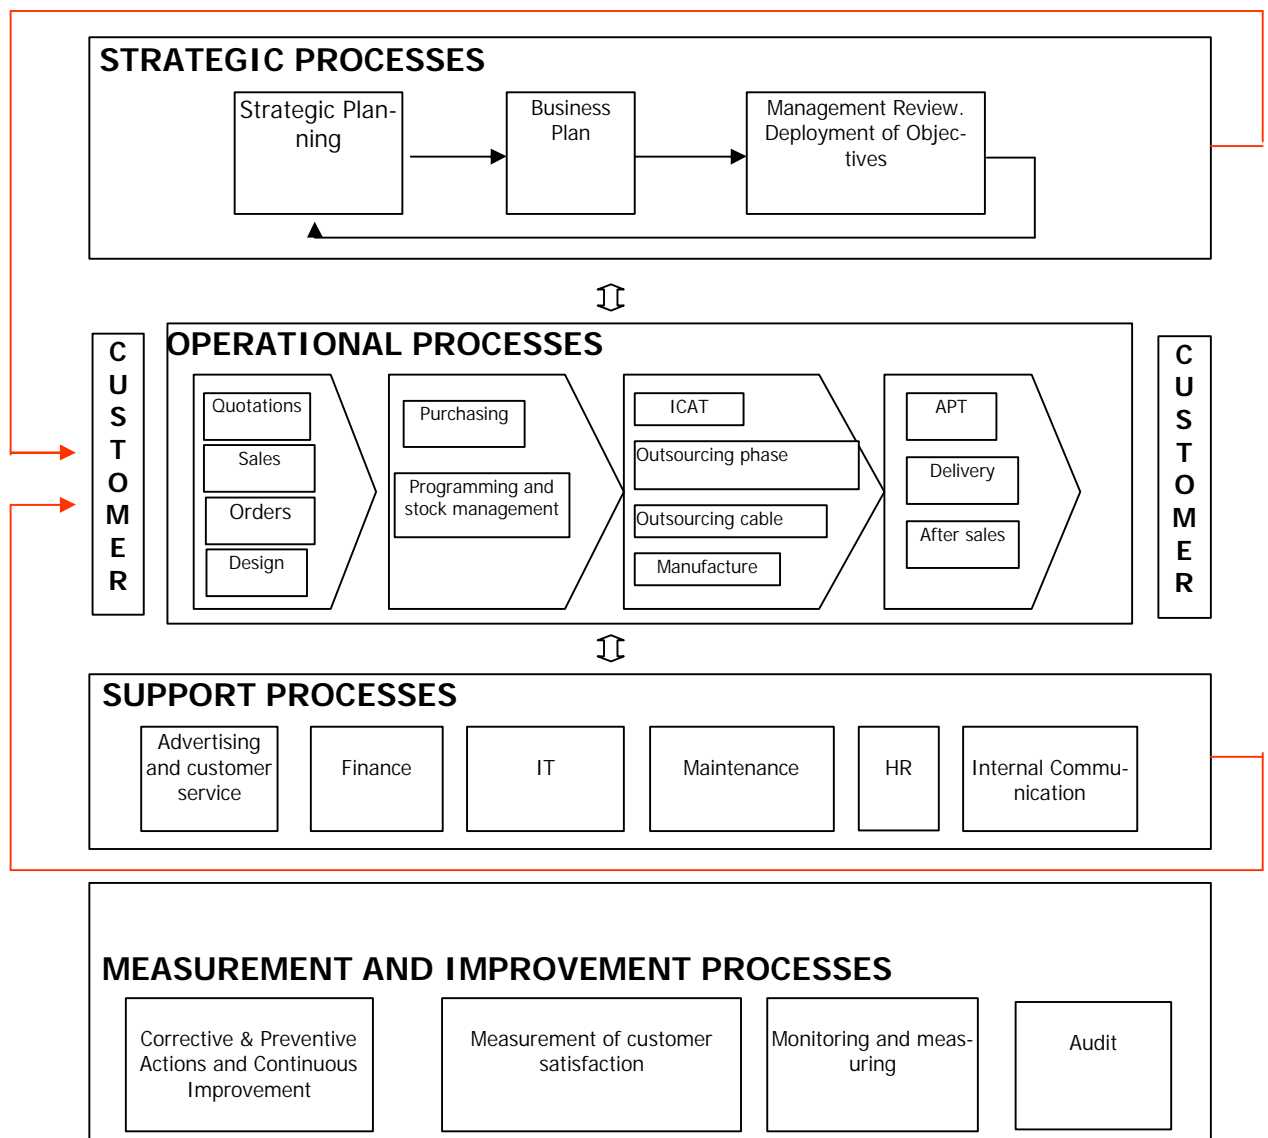 STRATEGIC PROCESSES
Strategic Plan-
ning
Business
Plan
Management Review.
Deployment of Objec-
tives
CUSTOMER
OPERATIONAL PROCESSES
Quotations
Sales
Orders
Design
Purchasing
Programming and
stock management
ICAT
Outsourcing phase
Outsourcing cable
Manufacture
APT
Delivery
After sales
CUSTOMER
SUPPORT PROCESSES
Advertising
and customer
service
Finance
IT
Maintenance
HR
Internal Commu-
nication
MEASUREMENT AND IMPROVEMENT PROCESSES
Corrective & Preventive
Actions and Continuous
Improvement
Measurement of customer
satisfaction
Monitoring and meas-
uring
Audit